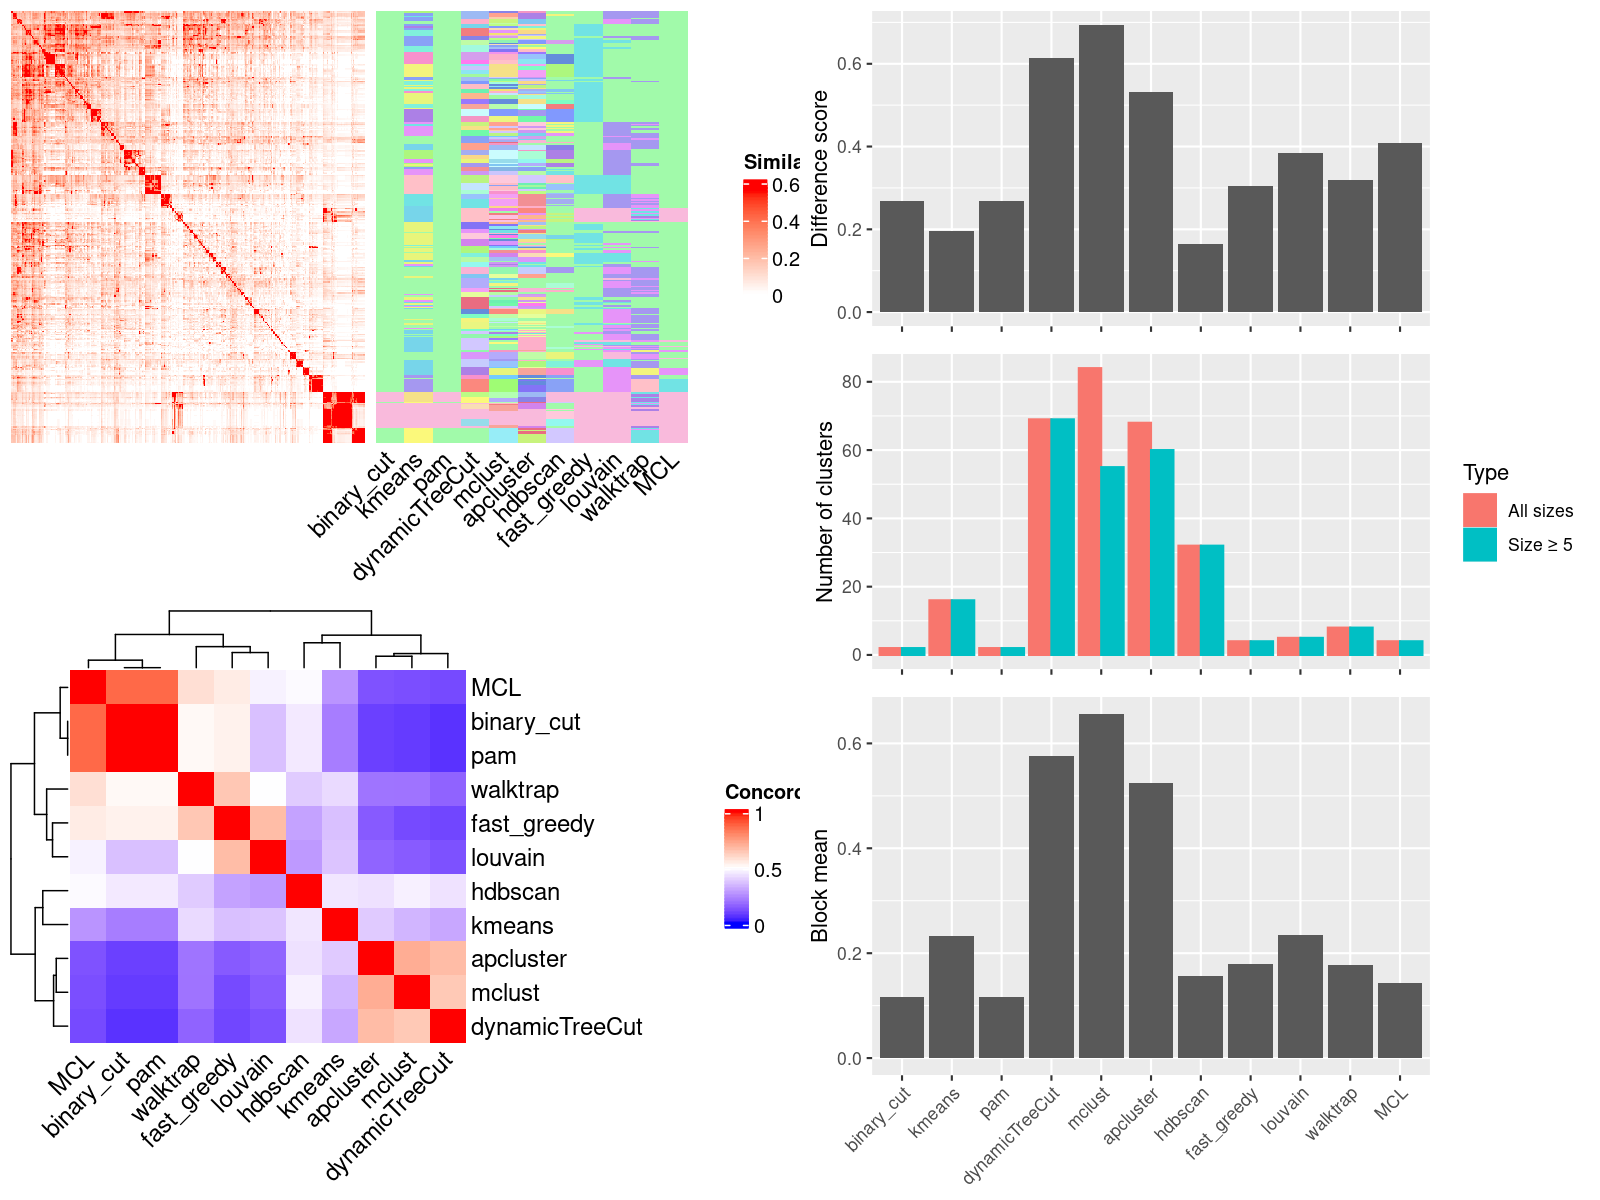 Simila
0.6
0.4
0.2
0
binary_cut
kmeans
pam
dynamicTreeCut
mclust
apcluster
hdbscan
fast_greedy
louvain
walktrap
MCL
MCL
binary_cut
pam
walktrap
fast_greedy
louvain
hdbscan
kmeans
apcluster
mclust
dynamicTreeCut
MCL
binary_cut
pam
walktrap
fast_greedy
louvain
hdbscan
kmeans
apcluster
mclust
dynamicTreeCut
Concord
1
0.5
0
Difference score
0.6
0.4
0.2
0.0
Number of clusters
80
60
40
20
0
Type
All sizes
Size ≥ 5
Block mean
0.6
0.4
0.2
0.0
binary_cut
kmeans
pam
dynamicTreeCut
mclust
apcluster
hdbscan
fast_greedy
louvain
walktrap
MCL